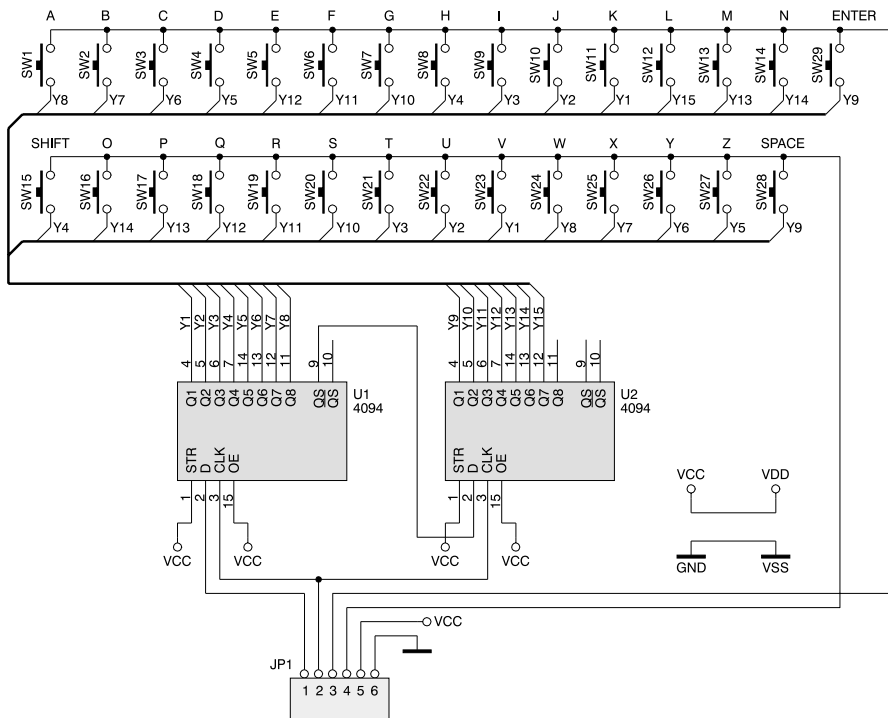 A B C D E F G H I J K L M N ENTER
SW1 SW2 SW3 SW4 SW5 SW6 SW7 SW8 SW9 SW10 SW11 SW12 SW13 SW14 SW29
Y8 Y7 Y6 Y5 Y12 Y11 Y10 Y4 Y3 Y2 Y1 Y15 Y13 Y14 Y9
SHIFT O P Q R S T U V W X Y Z SPACE
SW15 SW16 SW17 SW18 SW19 SW20 SW21 SW22 SW23 SW24 SW25 SW26 SW27 SW28
Y4 Y14 Y13 Y12 Y11 Y10 Y3 Y2 Y1 Y8 Y7 Y6 Y5 Y9
Y1 Y2 Y3 Y4 Y5 Y6 Y7 Y8 Y9 Y10 Y11 Y12 Y13 Y14 Y15
4 5 6 7 14 13 12 11 9 10 4 5 6 7 14 13 12 11 9 10
Q1 Q2 Q3 Q4 Q5 Q6 Q7 Q8 QS QS
U1
4094
Q1 Q2 Q3 Q4 Q5 Q6 Q7 Q8 QS QS
U2
4094
STR D CLK OE STR D CLK OE
1 2 3 15 1 2 3 15
VCC VCC VCC VCC
VCC VDD
GND VSS
VCC
JP1
1 2 3 4 5 6